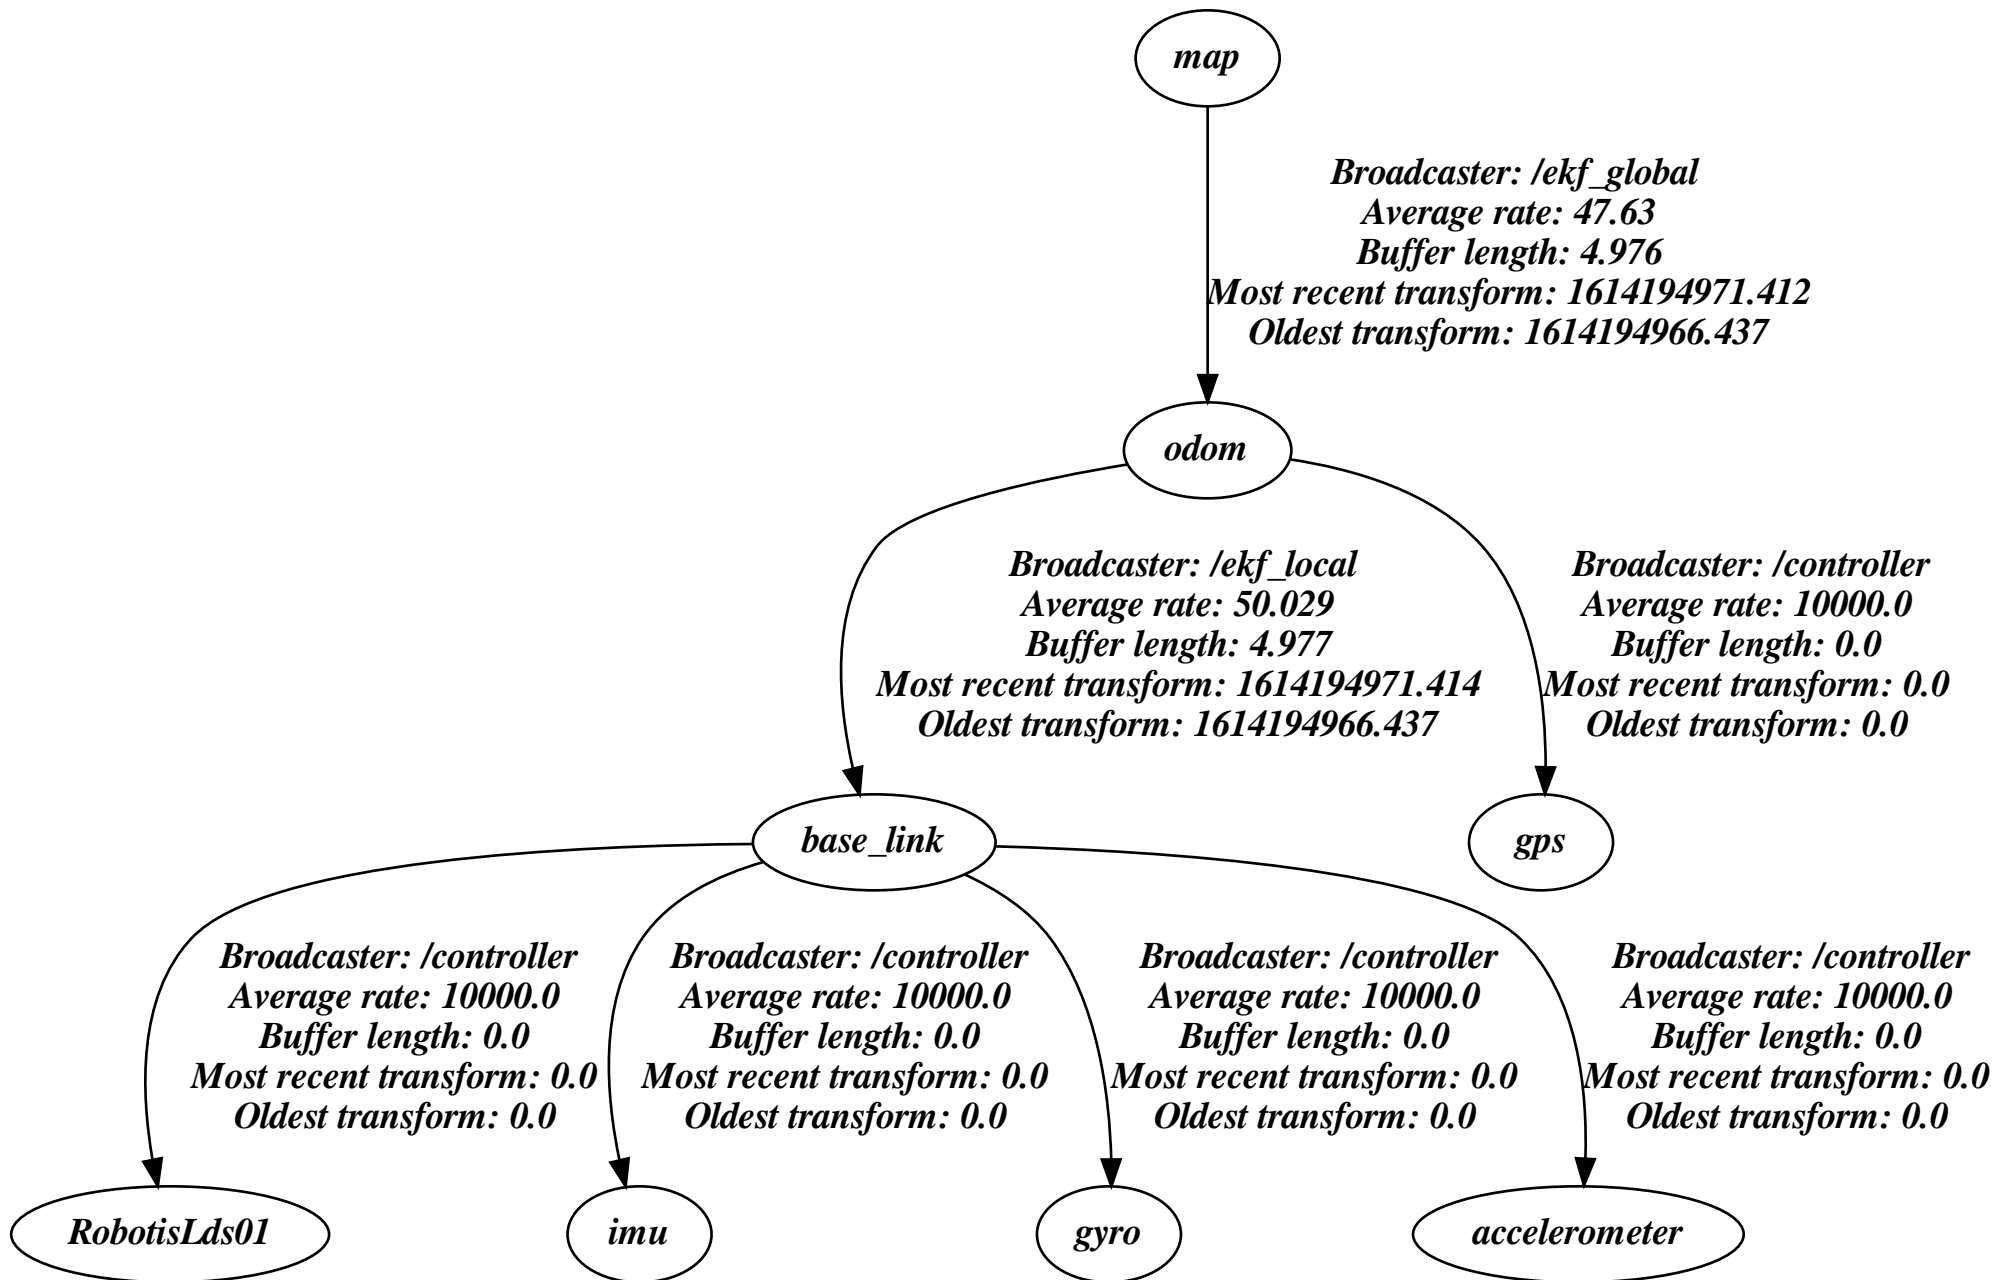 map
Broadcaster: /ekf_global
Average rate: 47.63
Buffer length: 4.976
Most recent transform: 1614194971.412
Oldest transform: 1614194966.437
odom
Broadcaster: /ekf_local
Average rate: 50.029
Buffer length: 4.977
Most recent transform: 1614194971.414
Oldest transform: 1614194966.437
Broadcaster: /controller
Average rate: 10000.0
Buffer length: 0.0
Most recent transform: 0.0
Oldest transform: 0.0
base_link
gps
Broadcaster: /controller
Average rate: 10000.0
Buffer length: 0.0
Most recent transform: 0.0
Oldest transform: 0.0
Broadcaster: /controller
Average rate: 10000.0
Buffer length: 0.0
Most recent transform: 0.0
Oldest transform: 0.0
Broadcaster: /controller
Average rate: 10000.0
Buffer length: 0.0
Most recent transform: 0.0
Oldest transform: 0.0
Broadcaster: /controller
Average rate: 10000.0
Buffer length: 0.0
Most recent transform: 0.0
Oldest transform: 0.0
RobotisLds01
imu
gyro
accelerometer